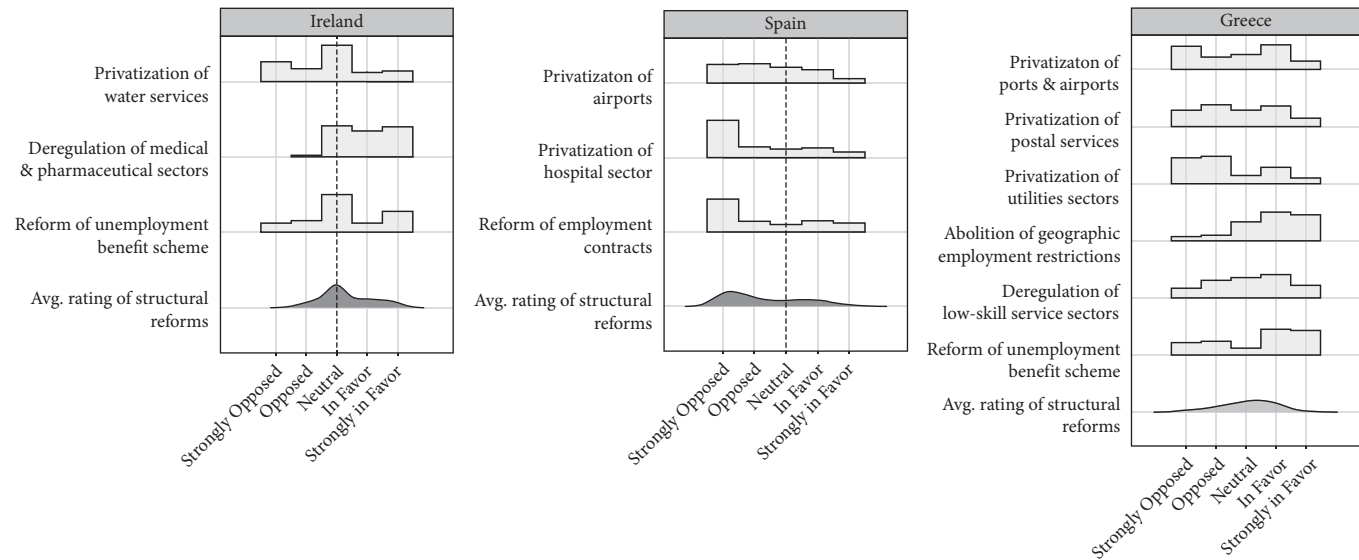 Ireland
Privatization of
water services
Deregulation of medical
& pharmaceutical sectors
Reform of unemployment
benefit scheme
Avg. rating of structural
reforms
Strongly Opposed
Opposed
Neutral
In Favor
Strongly in Favor
Spain
Privatizaton of
airports
Privatization of
hospital sector
Reform of employment
contracts
Avg. rating of structural
reforms
Strongly Opposed
Opposed
Neutral
In Favor
Strongly in Favor
Greece
Privatizaton of
ports & airports
Privatization of
postal services
Privatization of
utilities sectors
Abolition of geographic
employment restrictions
Deregulation of
low-skill service sectors
Reform of unemployment
benefit scheme
Avg. rating of structural
reforms
Strongly Opposed
Opposed
Neutral
In Favor
Strongly in Favor